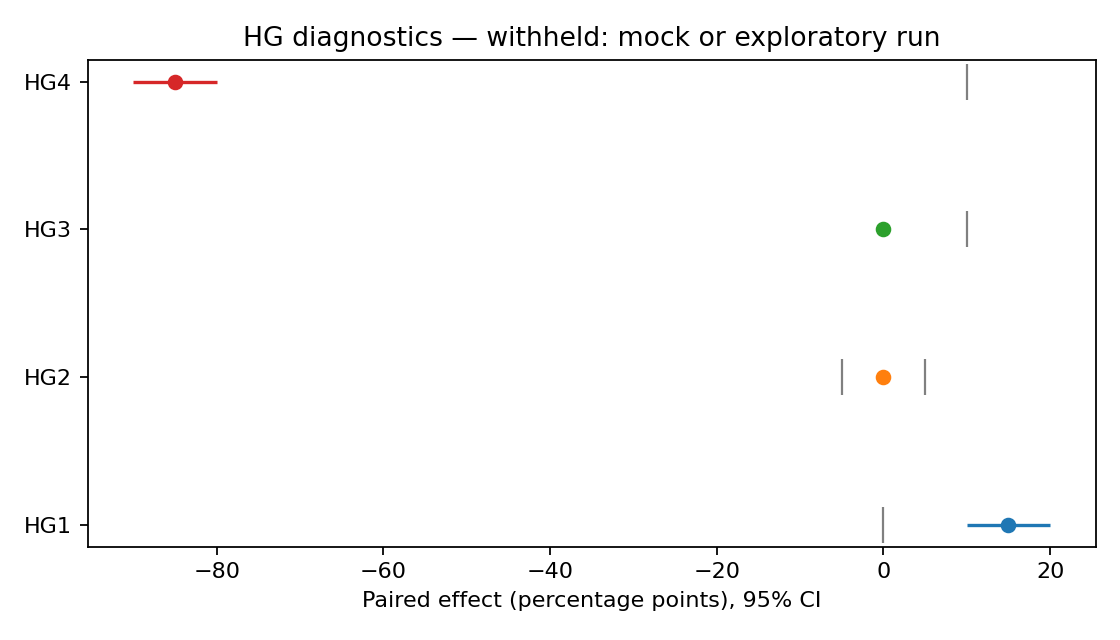 HG diagnostics — withheld: mock or exploratory run
HG4
HG3
HG2
HG1
−80 −60 −40 −20 0 20
Paired effect (percentage points), 95% CI